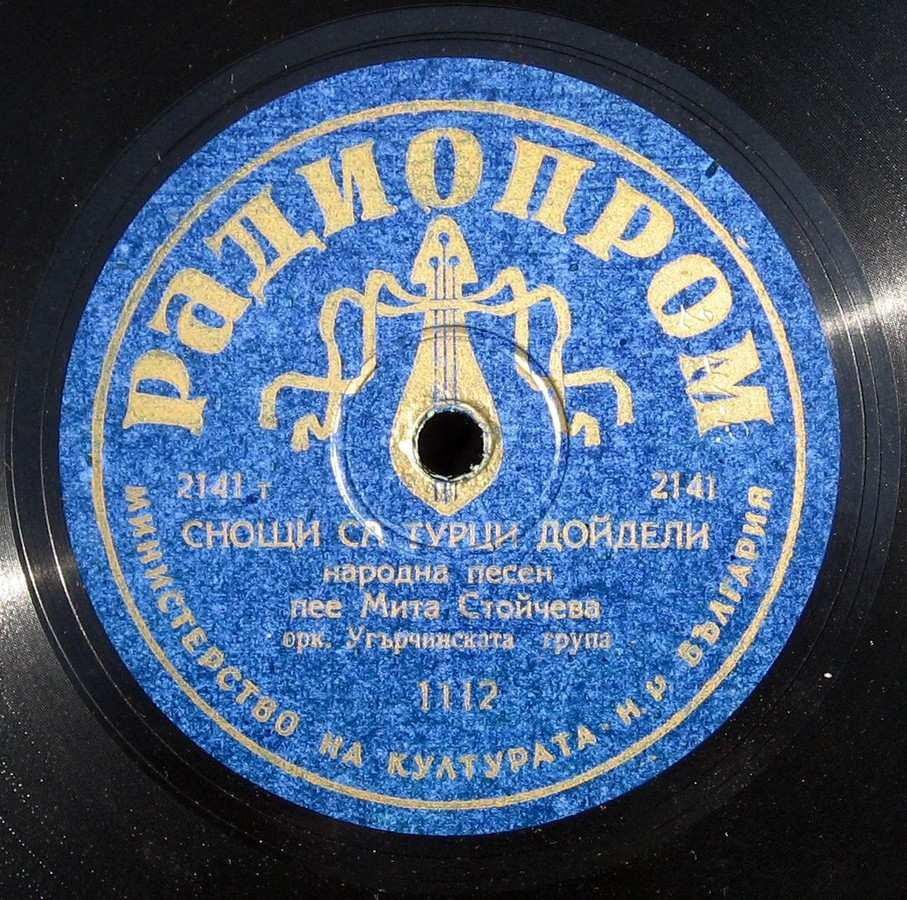 РАДИОПРОМ
2141 т 2141
СНОЩИ СА ТУРЦИ ДОЙДЕЛИ
народна песен
пее Мита Стойчева
орк. Угърчинската група
1112
МИНИСТЕРСТВО НА КУЛТУРАТА·Н.Р. БЪЛГАРИЯ